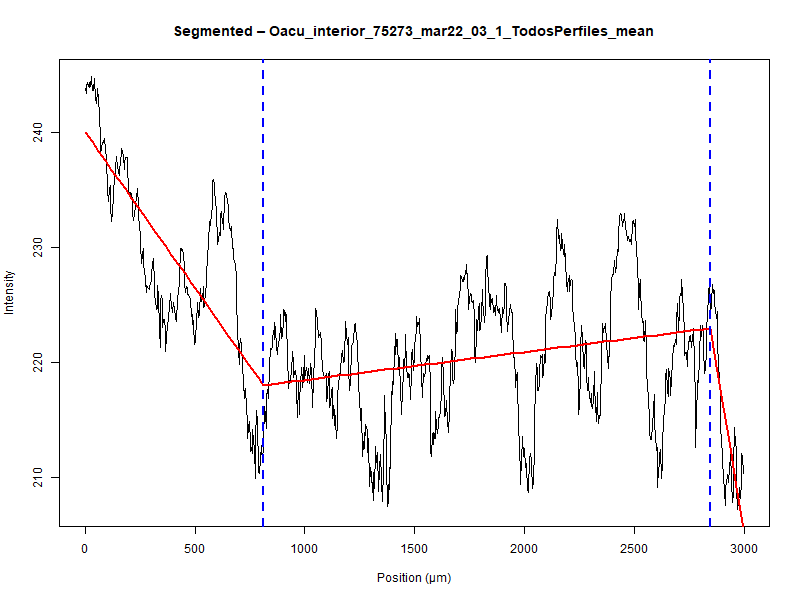 Segmented – Oacu_interior_75273_mar22_03_1_TodosPerfiles_mean
Intensity
240
230
220
210
0 500 1000 1500 2000 2500 3000
Position (µm)